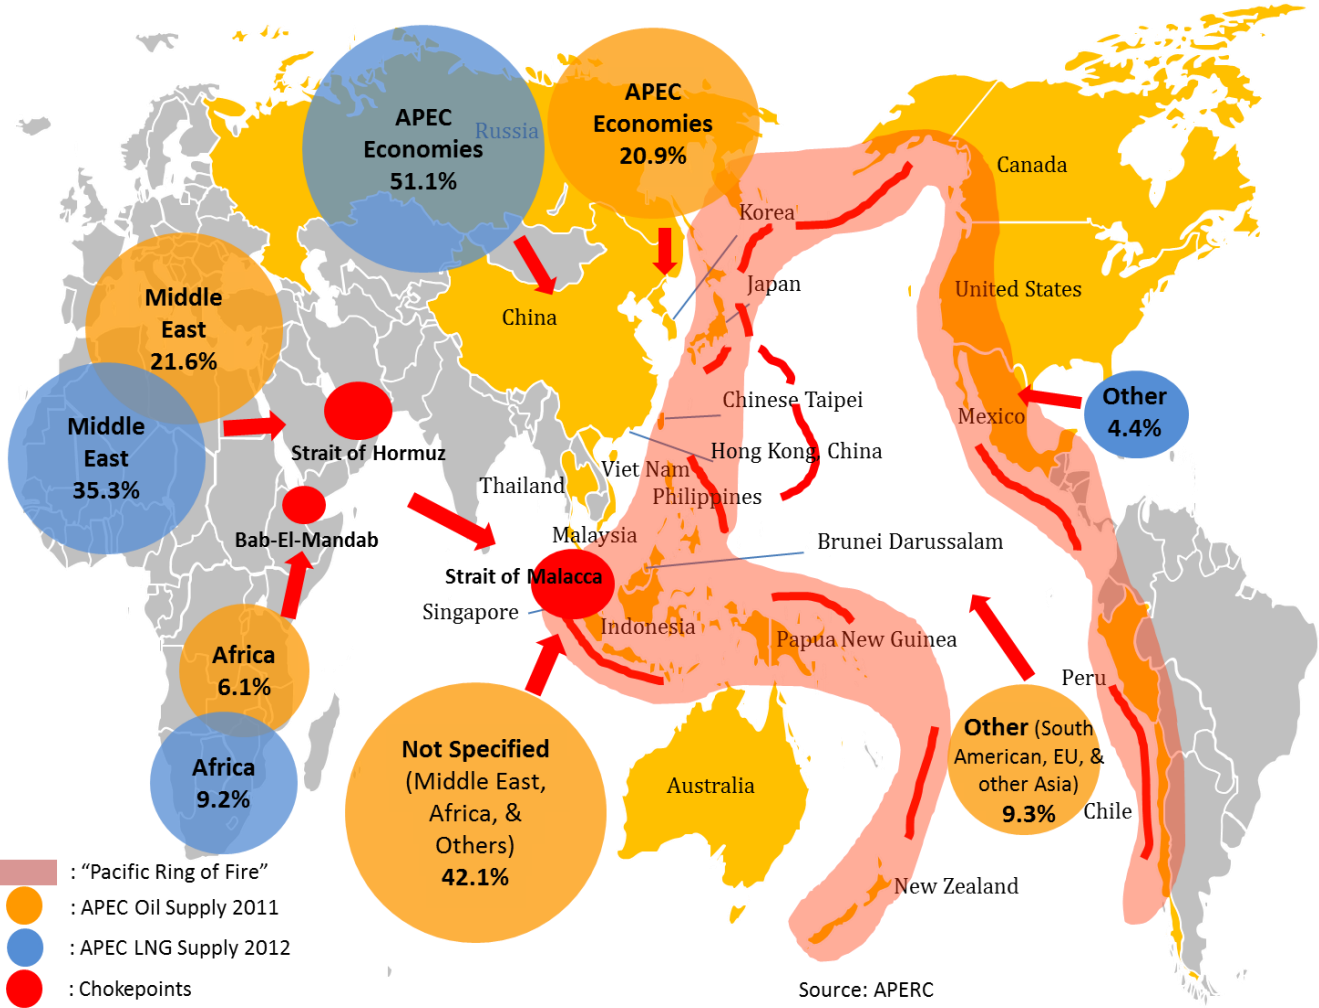 APEC
Economies
51.1%
Russia
APEC
Economies
20.9%
Canada
Korea
Japan
United States
China
Middle
East
21.6%
Middle
East
35.3%
Strait of Hormuz
Other
4.4%
Mexico
Chinese Taipei
Hong Kong, China
Viet Nam
Thailand
Philippines
Bab-El-Mandab
Malaysia
Brunei Darussalam
Strait of Malacca
Singapore
Indonesia
Papua New Guinea
Africa
6.1%
Peru
Africa
9.2%
Not Specified
(Middle East,
Africa, &
Others)
42.1%
Australia
Other (South
American, EU, &
other Asia)
9.3%
Chile
New Zealand
: “Pacific Ring of Fire”
: APEC Oil Supply 2011
: APEC LNG Supply 2012
: Chokepoints
Source: APERC